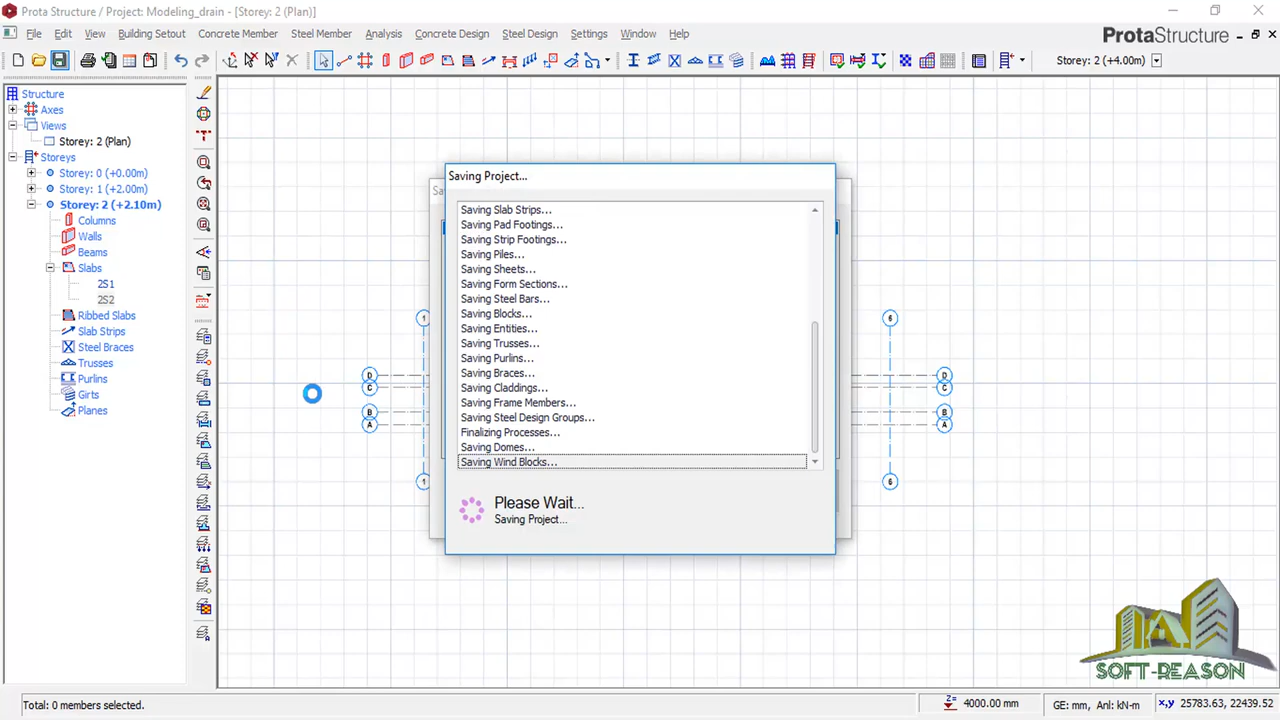 Prota Structure / Project: Modeling_drain - [Storey: 2 (Plan)]
File Edit View Building Setout Concrete Member Steel Member Analysis Concrete Design Steel Design Settings Window Help
ProtaStructure
Storey: 2 (+4.00m)
Structure
Axes
Views
Storey: 2 (Plan)
Storeys
Storey: 0 (+0.00m)
Storey: 1 (+2.00m)
Storey: 2 (+2.10m)
Columns
Walls
Beams
Slabs
2S1
2S2
Ribbed Slabs
Slab Strips
Steel Braces
Trusses
Purlins
Girts
Planes
Sa
Saving Project...
Saving Slab Strips...
Saving Pad Footings...
Saving Strip Footings...
Saving Piles...
Saving Sheets...
Saving Form Sections...
Saving Steel Bars...
Saving Blocks...
Saving Entities...
Saving Trusses...
Saving Purlins...
Saving Braces...
Saving Claddings...
Saving Frame Members...
Saving Steel Design Groups...
Finalizing Processes...
Saving Domes...
Saving Wind Blocks...
Please Wait...
Saving Project...
1 6
D D
C C
B B
A A
1 6
SOFT-REASON
Total: 0 members selected.
Z= 4000.00 mm
GE: mm, Anl: kN-m
x,y 25783.63, 22439.52